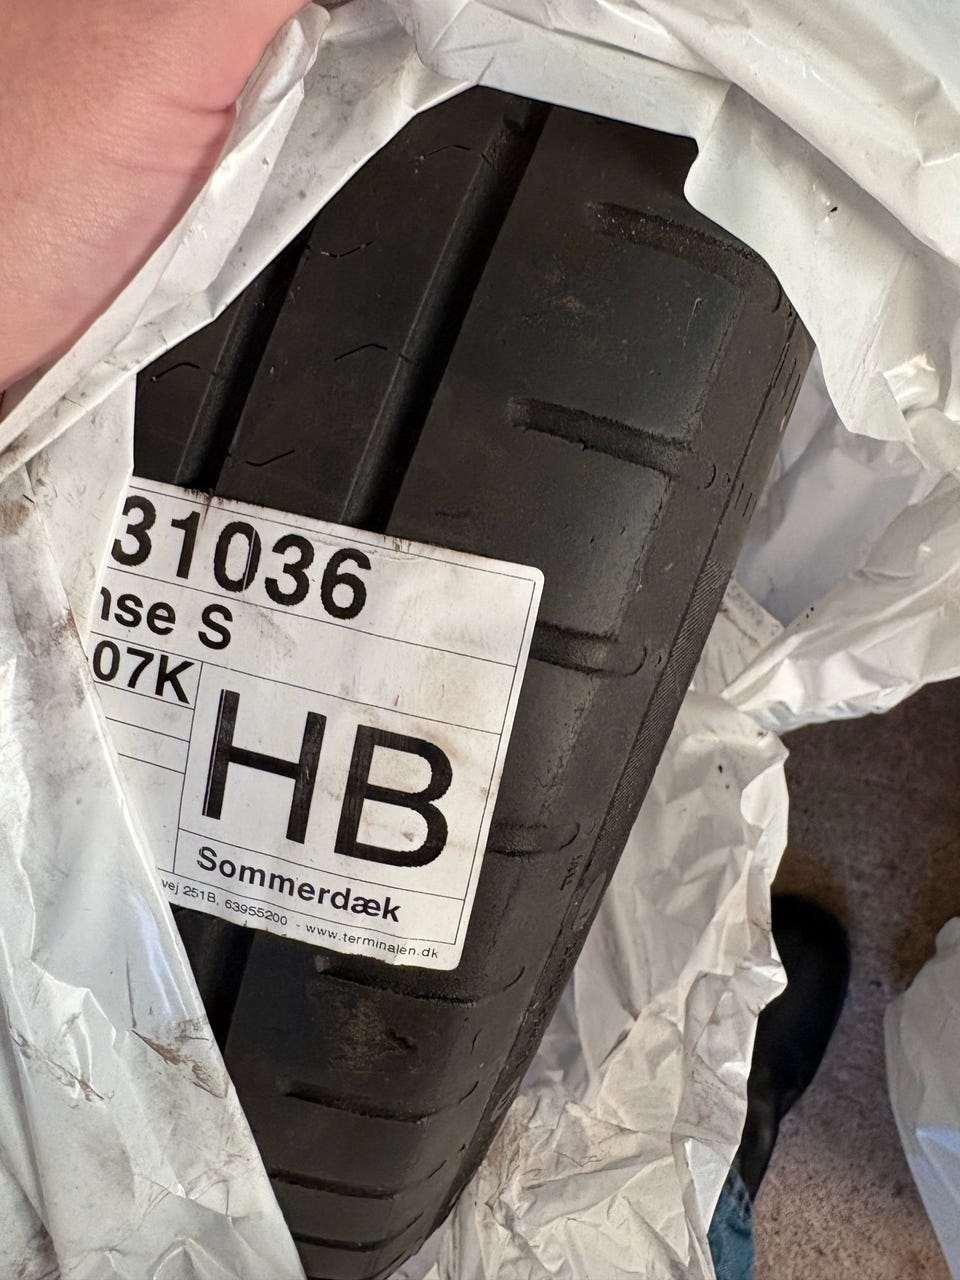 31036
nse S
07K
HB
Sommerdæk
vej 251B, 63955200 - www.terminalen.dk